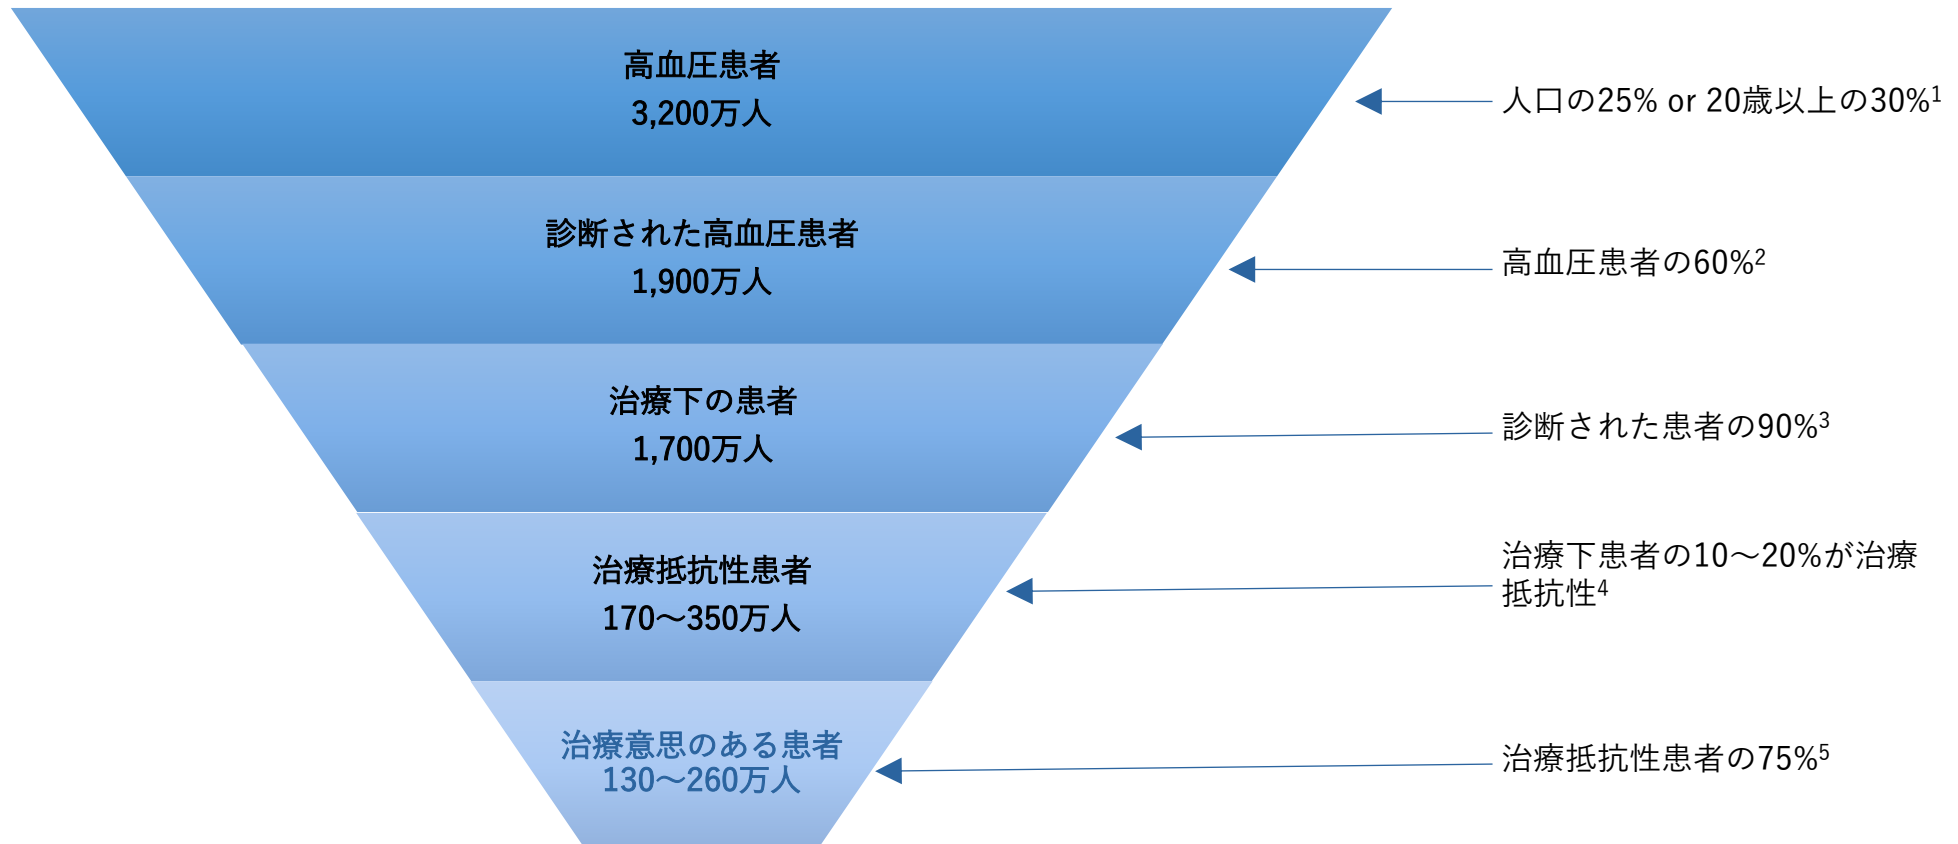 高血圧患者
3,200万人
人口の25% or 20歳以上の30%1
診断された高血圧患者
1,900万人
高血圧患者の60%2
治療下の患者
1,700万人
診断された患者の90%3
治療抵抗性患者
170～350万人
治療下患者の10～20%が治療
抵抗性4
治療意思のある患者
130～260万人
治療抵抗性患者の75%5